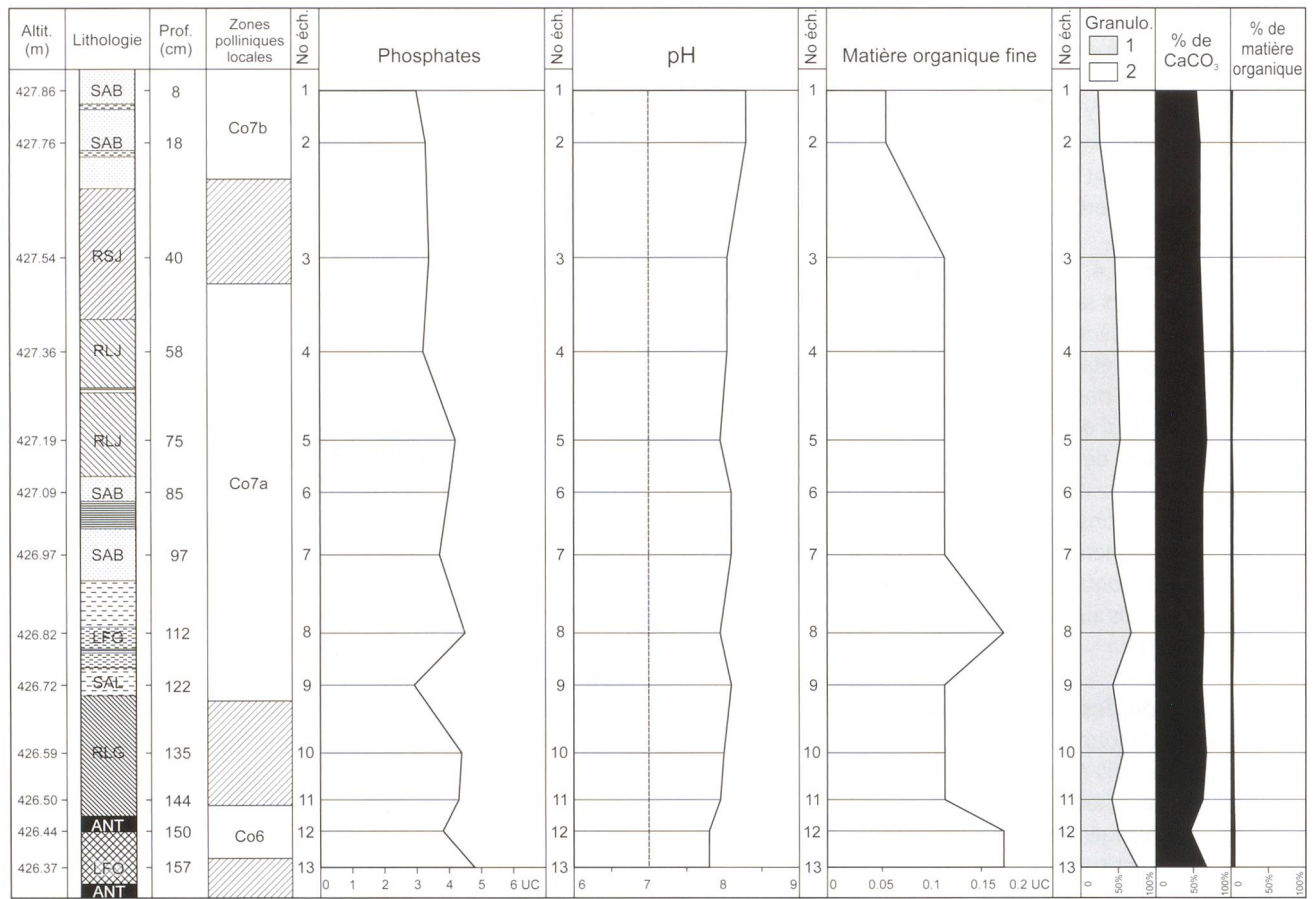 Altit.
(m)
Lithologie
Prof.
(cm)
Zones
polliniques
locales
No éch.
Phosphates
No éch.
pH
No éch.
Matière organique fine
No éch.
Granulo.
1
2
% de
CaCO3
% de
matière
organique
427.86 SAB 8 1 1 1 1
Co7b
427.76 SAB 18 2 2 2 2
427.54 RSJ 40 3 3 3 3
427.36 RLJ 58 4 4 4 4
427.19 RLJ 75 5 5 5 5
Co7a
427.09 SAB 85 6 6 6 6
426.97 SAB 97 7 7 7 7
426.82 LFG 112 8 8 8 8
426.72 SAL 122 9 9 9 9
426.59 RLG 135 10 10 10 10
426.50 144 11 11 11 11
ANT
426.44 150 Co6 12 12 12 12
426.37 LFO 157 13 13 13 13
ANT
0 1 2 3 4 5 6 UC
6 7 8 9
0 0.05 0.1 0.15 0.2 UC
0 50% 100%
0 50% 100%
0 50% 100%